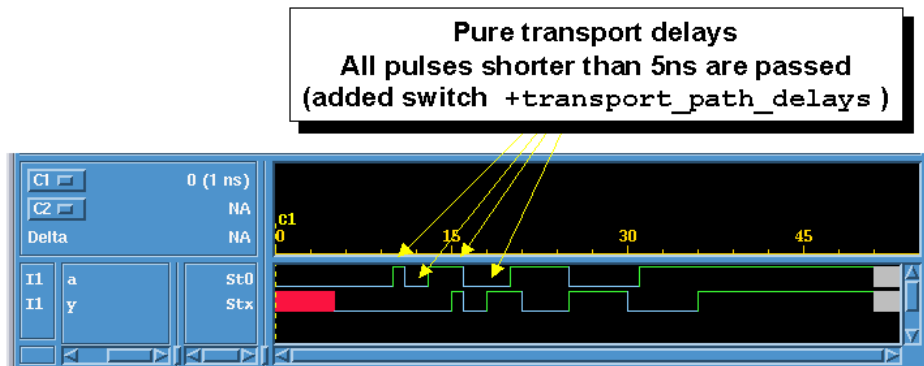 Pure transport delays
All pulses shorter than 5ns are passed
(added switch +transport_path_delays )
C1 0 (1 ns)
C2 NA
Delta NA
C1
0 15 30 45
I1 a St0
I1 y Stx